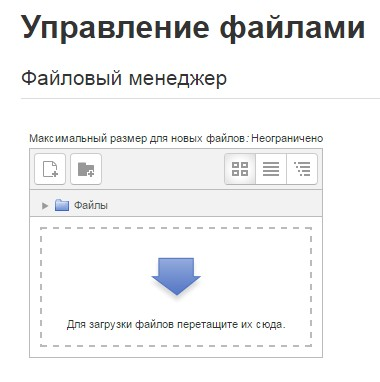 Управление файлами
Файловый менеджер
Максимальный размер для новых файлов: Неограничено
Файлы
Для загрузки файлов перетащите их сюда.